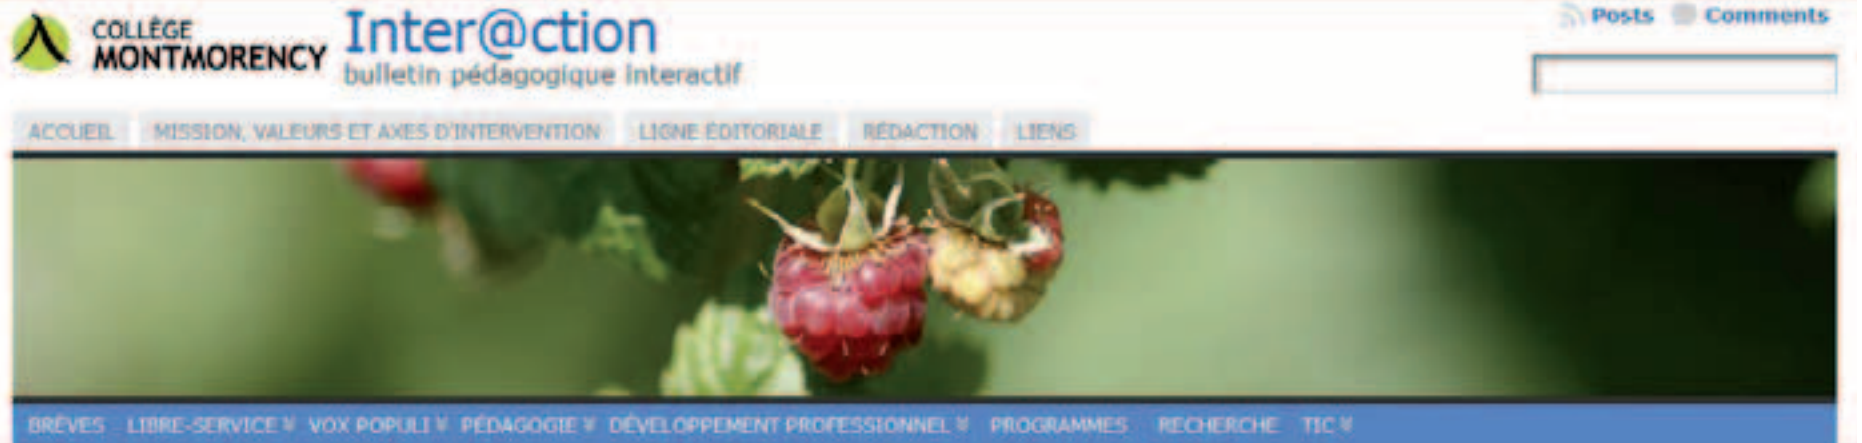 COLLÈGE
MONTMORENCY
Inter@ction
bulletin pédagogique interactif
Posts Comments
ACCUEIL MISSION, VALEURS ET AXES D'INTERVENTION LIGNE ÉDITORIALE RÉDACTION LIENS
BRÈVES LIBRE-SERVICE VOX POPULI PÉDAGOGIE DÉVELOPPEMENT PROFESSIONNEL PROGRAMMES RECHERCHE TIC